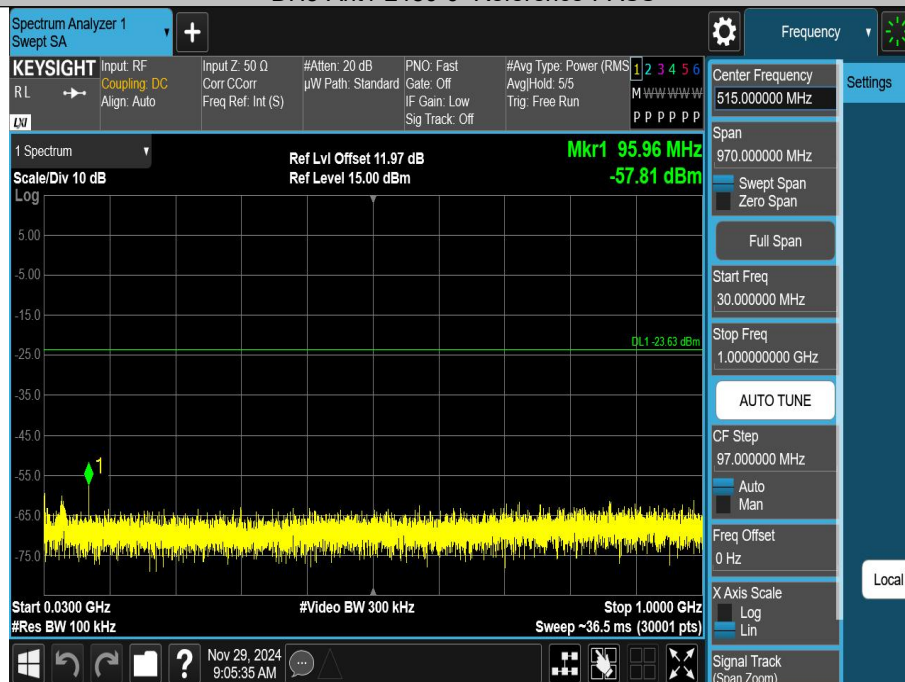 Spectrum Analyzer 1
Swept SA
Frequency
KEYSIGHT
RL
LXI
Input: RF
Coupling: DC
Align: Auto
Input Z: 50 Ω
Corr CCorr
Freq Ref: Int (S)
#Atten: 20 dB
µW Path: Standard
PNO: Fast
Gate: Off
IF Gain: Low
Sig Track: Off
#Avg Type: Power (RMS
Avg|Hold: 5/5
Trig: Free Run
1 2 3 4 5 6
M W W W W W
P P P P P P
Center Frequency
515.000000 MHz
Settings
1 Spectrum
Scale/Div 10 dB
Log
Ref Lvl Offset 11.97 dB
Ref Level 15.00 dBm
Mkr1 95.96 MHz
-57.81 dBm
Span
970.000000 MHz
Swept Span
Zero Span
Full Span
5.00
-5.00
-15.0
-25.0
-35.0
-45.0
-55.0
-65.0
-75.0
DL1 -23.63 dBm
1
Start Freq
30.000000 MHz
Stop Freq
1.000000000 GHz
AUTO TUNE
CF Step
97.000000 MHz
Auto
Man
Freq Offset
0 Hz
Local
X Axis Scale
Log
Lin
Signal Track
(Span Zoom)
Start 0.0300 GHz
#Res BW 100 kHz
#Video BW 300 kHz
Stop 1.0000 GHz
Sweep ~36.5 ms (30001 pts)
?
Nov 29, 2024
9:05:35 AM